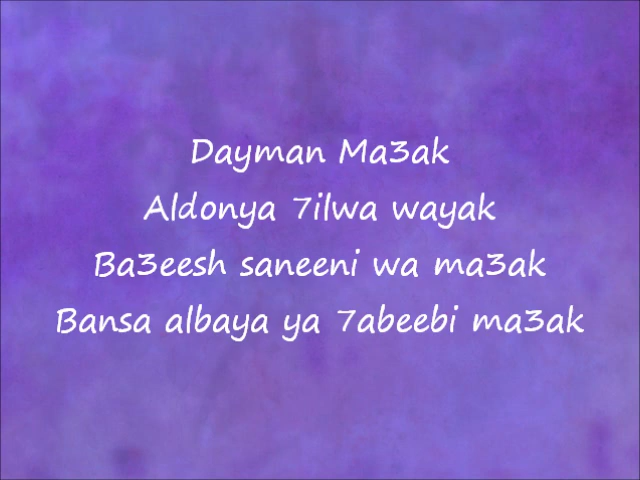 Dayman Ma3ak
Aldonya 7ilwa wayak
Ba3eesh saneeni wa ma3ak
Bansa albaya ya 7abeebi ma3ak